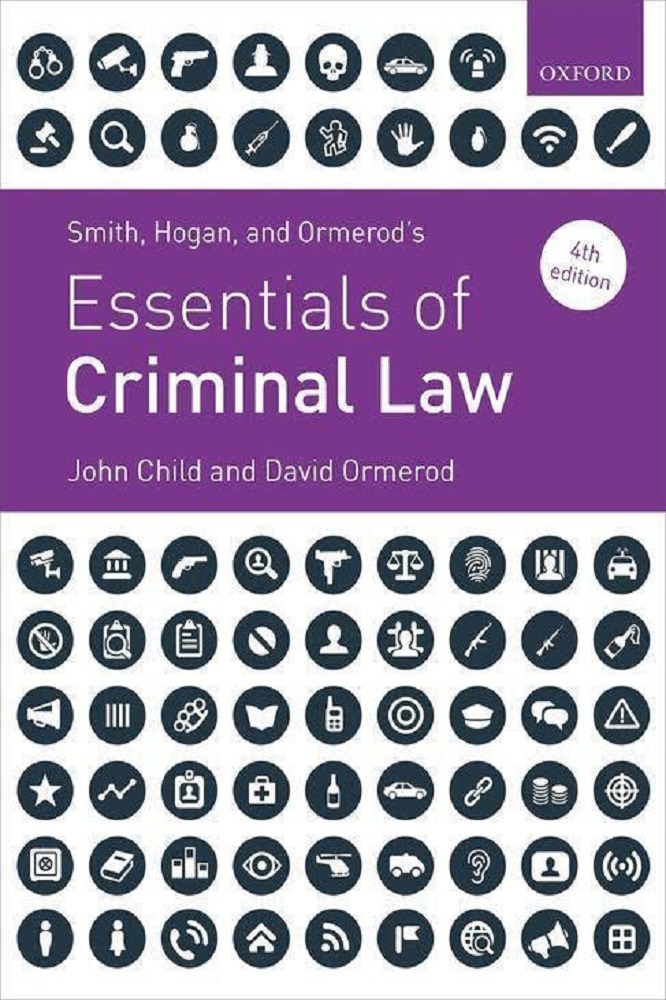 OXFORD
Smith, Hogan, and Ormerod's
4th
edition
Essentials of
Criminal Law
John Child and David Ormerod